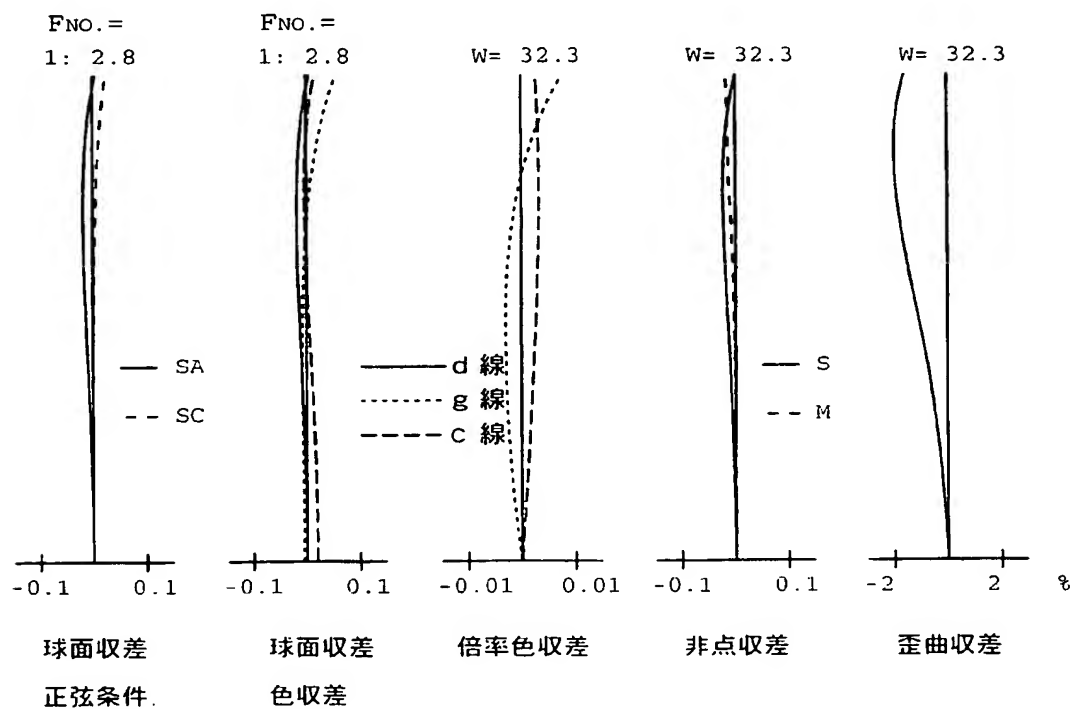 FNO.=
1: 2.8
FNO.=
1: 2.8
W= 32.3
W= 32.3
W= 32.3
SA
SC
d 線
g 線
c 線
S
M
-0.1 0.1
-0.1 0.1
-0.01 0.01
-0.1 0.1
-2 2 %
球面収差
正弦条件.
球面収差
色収差
倍率色収差
非点収差
歪曲収差